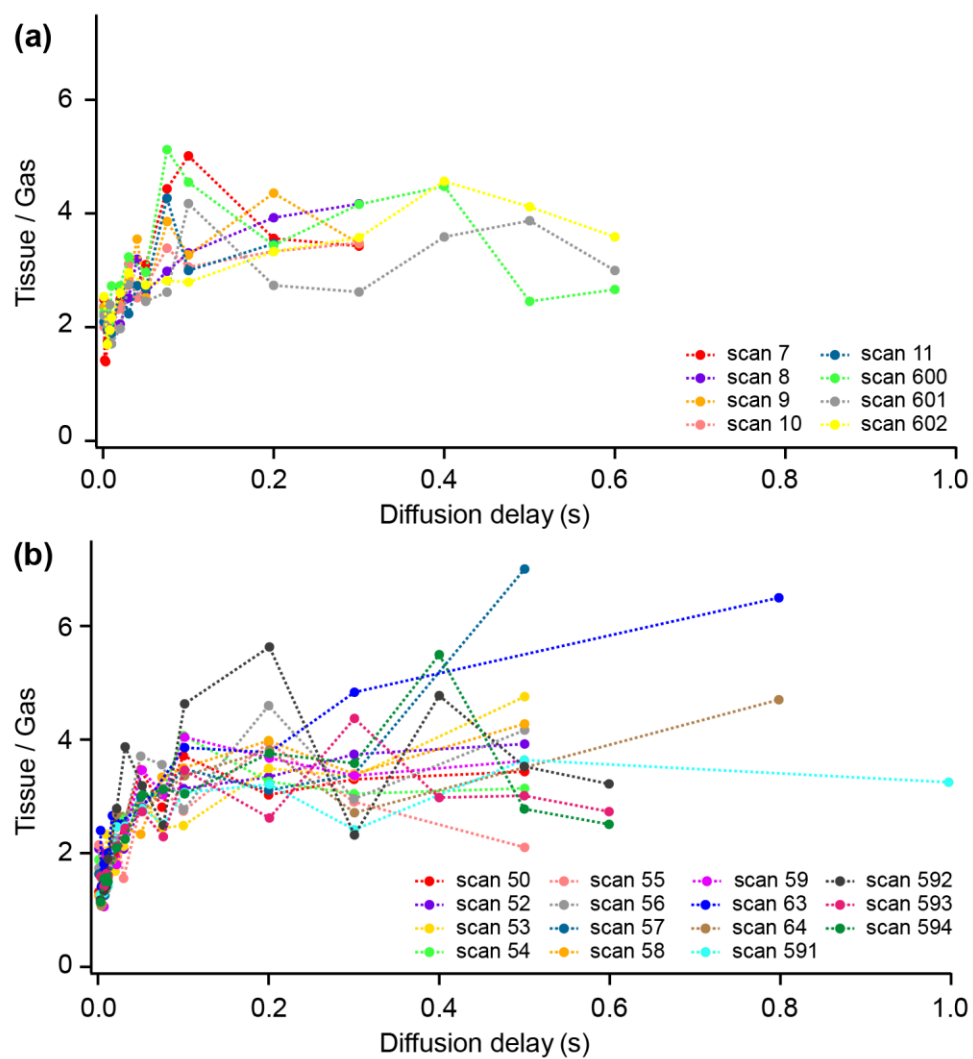 (a)
6
4
2
0
Tissue / Gas
0.0 0.2 0.4 0.6 0.8 1.0
Diffusion delay (s)
scan 7 scan 11
scan 8 scan 600
scan 9 scan 601
scan 10 scan 602
(b)
6
4
2
0
Tissue / Gas
0.0 0.2 0.4 0.6 0.8 1.0
Diffusion delay (s)
scan 50 scan 55 scan 59 scan 592
scan 52 scan 56 scan 63 scan 593
scan 53 scan 57 scan 64 scan 594
scan 54 scan 58 scan 591